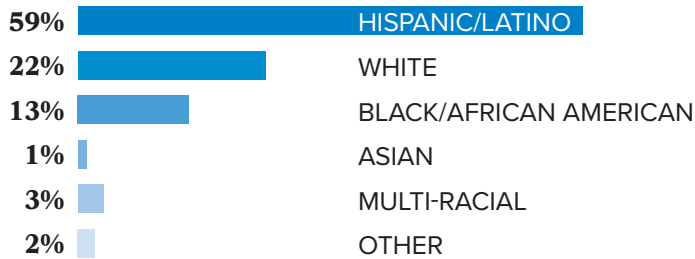 59% HISPANIC/LATINO
22% WHITE
13% BLACK/AFRICAN AMERICAN
1% ASIAN
3% MULTI-RACIAL
2% OTHER